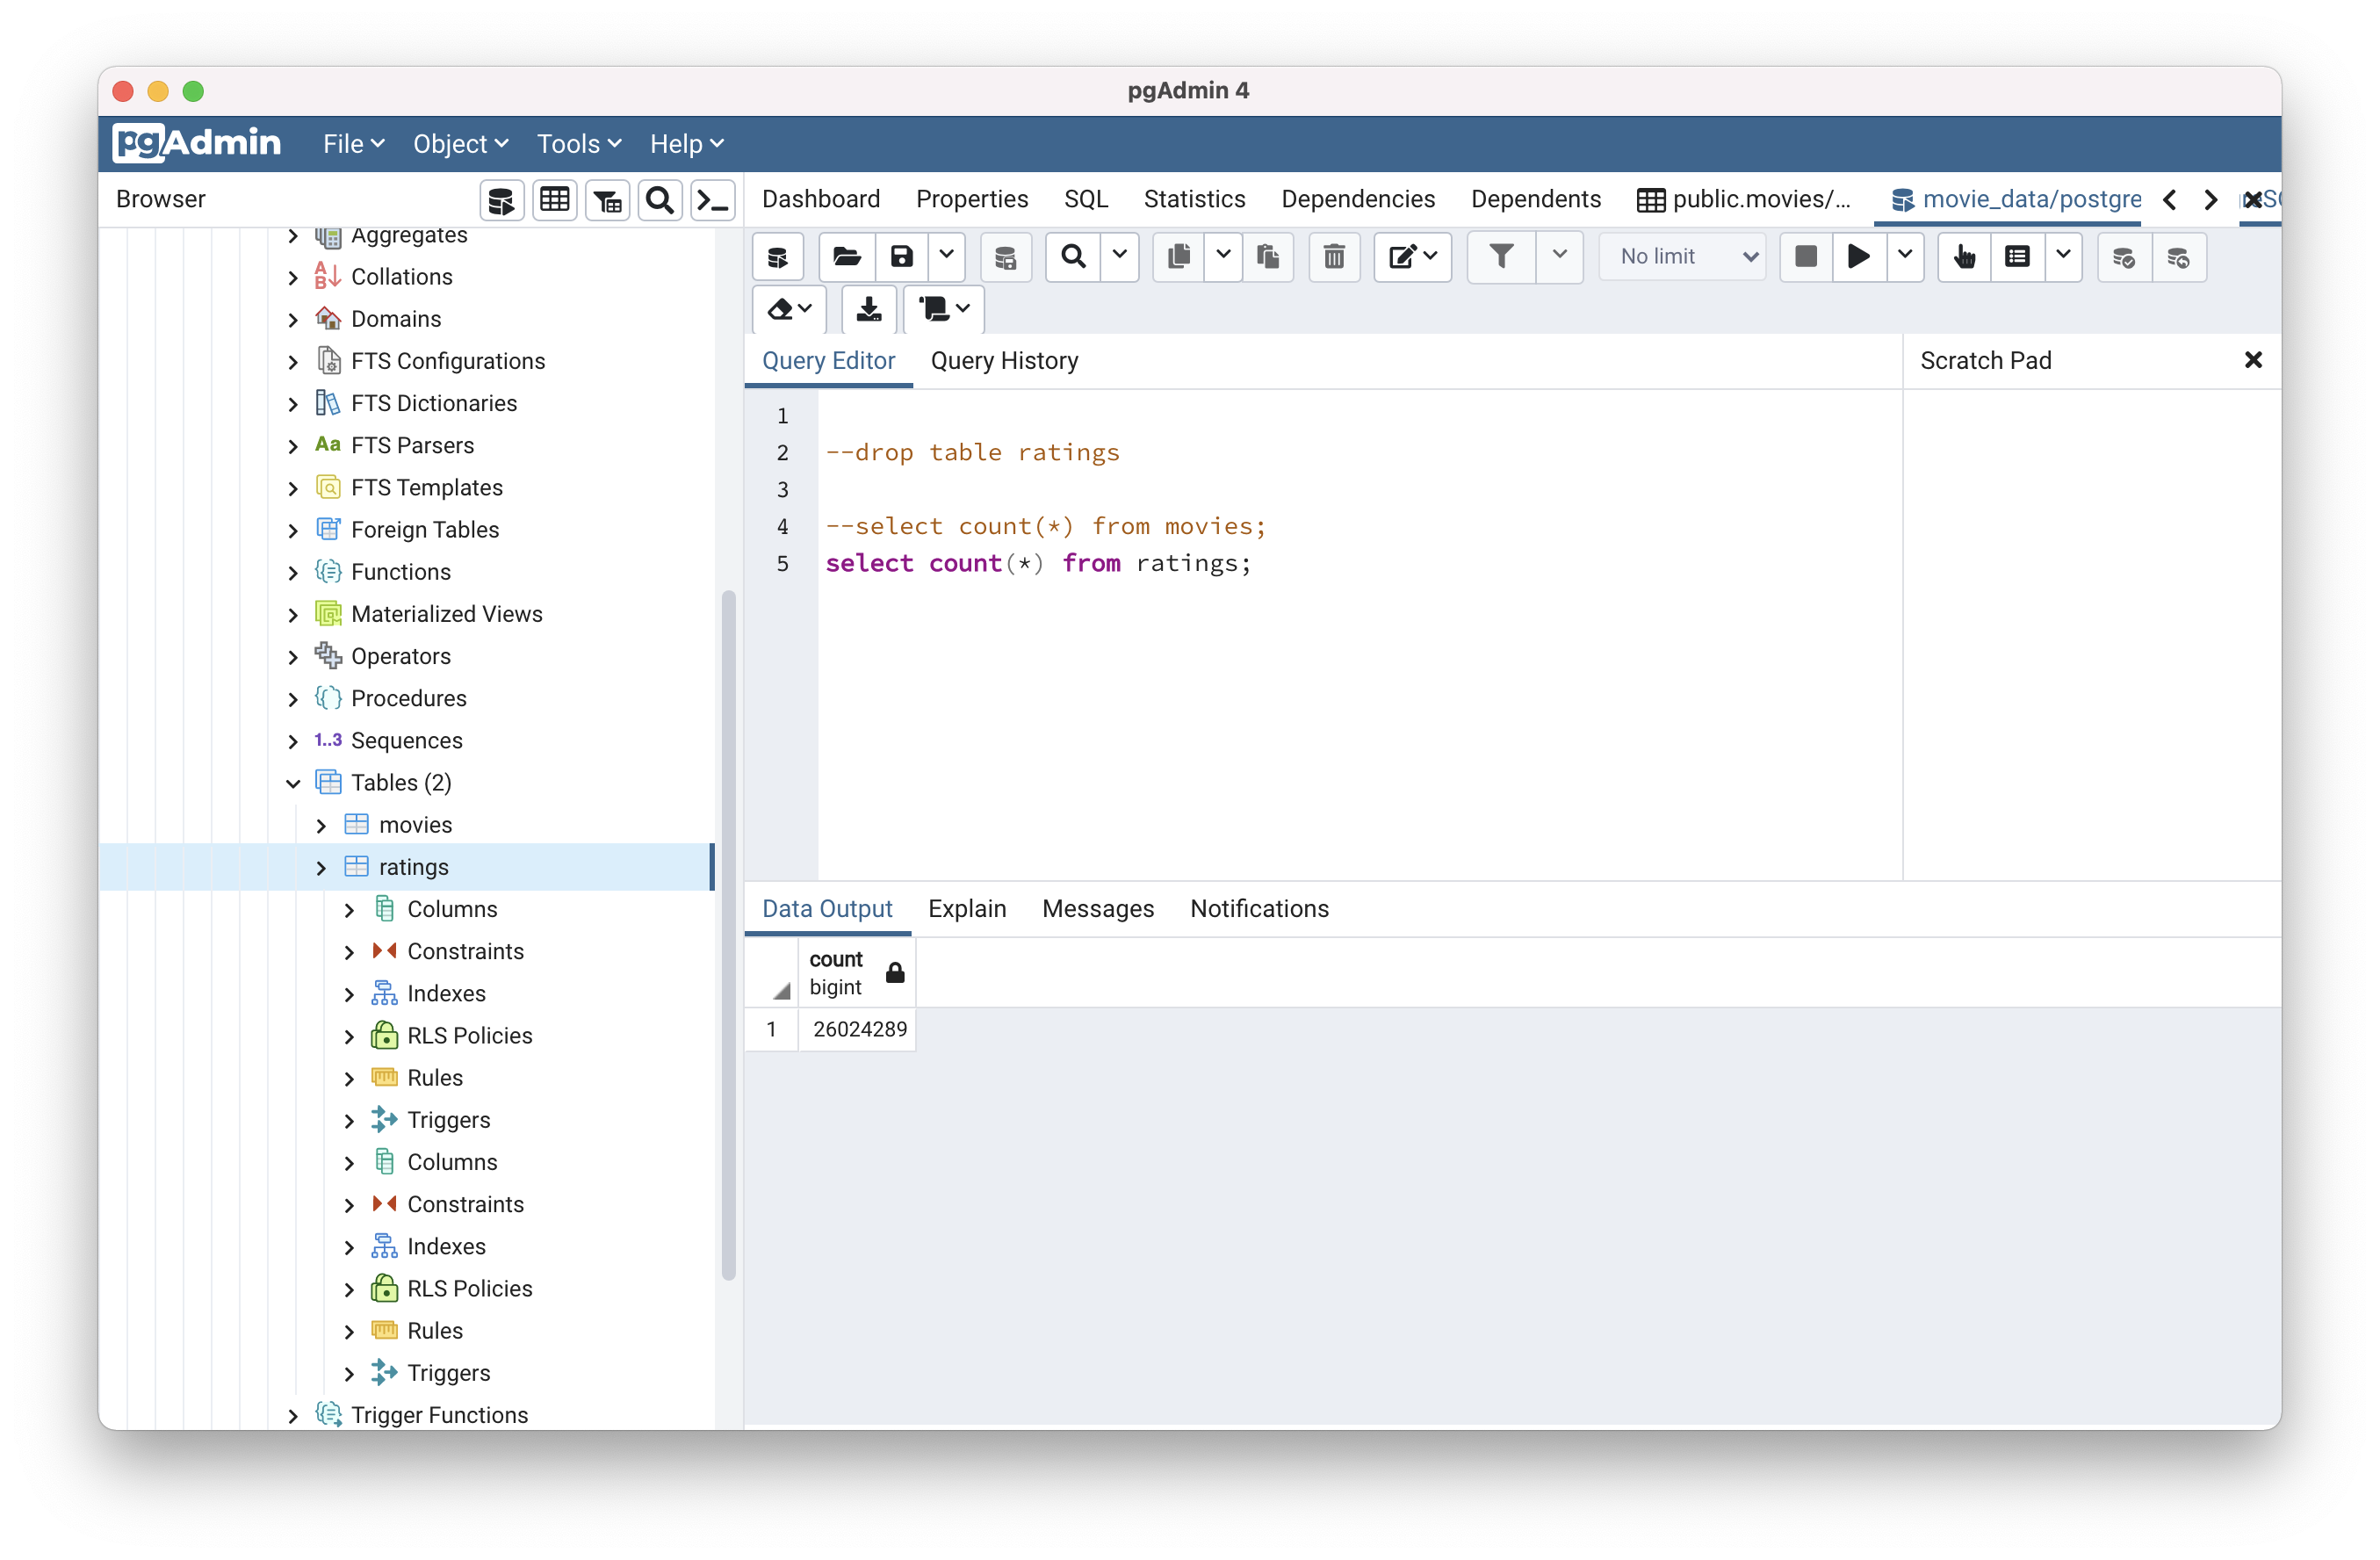 pgAdmin 4
pgAdmin File Object Tools Help
Browser
Dashboard Properties SQL Statistics Dependencies Dependents public.movies/... movie_data/postgre
No limit
Query Editor Query History
Scratch Pad
1
2 --drop table ratings
3
4 --select count(*) from movies;
5 select count(*) from ratings;
Aggregates
Collations
Domains
FTS Configurations
FTS Dictionaries
Aa FTS Parsers
FTS Templates
Foreign Tables
Functions
Materialized Views
Operators
Procedures
1..3 Sequences
Tables (2)
movies
ratings
Columns
Constraints
Indexes
RLS Policies
Rules
Triggers
Columns
Constraints
Indexes
RLS Policies
Rules
Triggers
Trigger Functions
Data Output Explain Messages Notifications
count
bigint
1 26024289